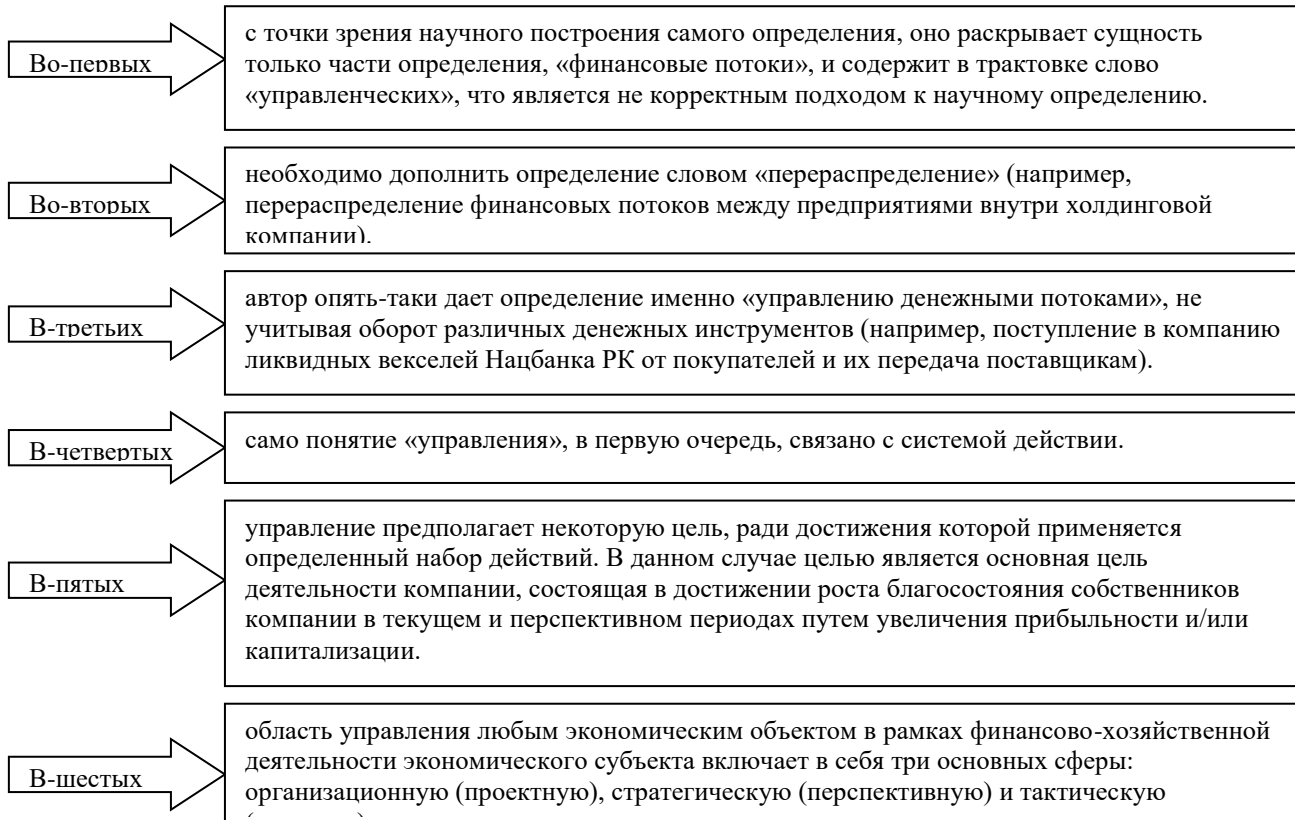 Во-первых
с точки зрения научного построения самого определения, оно раскрывает сущность
только части определения, «финансовые потоки», и содержит в трактовке слово
«управленческих», что является не корректным подходом к научному определению.
Во-вторых
необходимо дополнить определение словом «перераспределение» (например,
перераспределение финансовых потоков между предприятиями внутри холдинговой
компании).
В-третьих
автор опять-таки дает определение именно «управлению денежными потоками», не
учитывая оборот различных денежных инструментов (например, поступление в компанию
ликвидных векселей Нацбанка РК от покупателей и их передача поставщикам).
В-четвертых
само понятие «управления», в первую очередь, связано с системой действии.
В-пятых
управление предполагает некоторую цель, ради достижения которой применяется
определенный набор действий. В данном случае целью является основная цель
деятельности компании, состоящая в достижении роста благосостояния собственников
компании в текущем и перспективном периодах путем увеличения прибыльности и/или
капитализации.
В-шестых
область управления любым экономическим объектом в рамках финансово-хозяйственной
деятельности экономического субъекта включает в себя три основных сферы:
организационную (проектную), стратегическую (перспективную) и тактическую